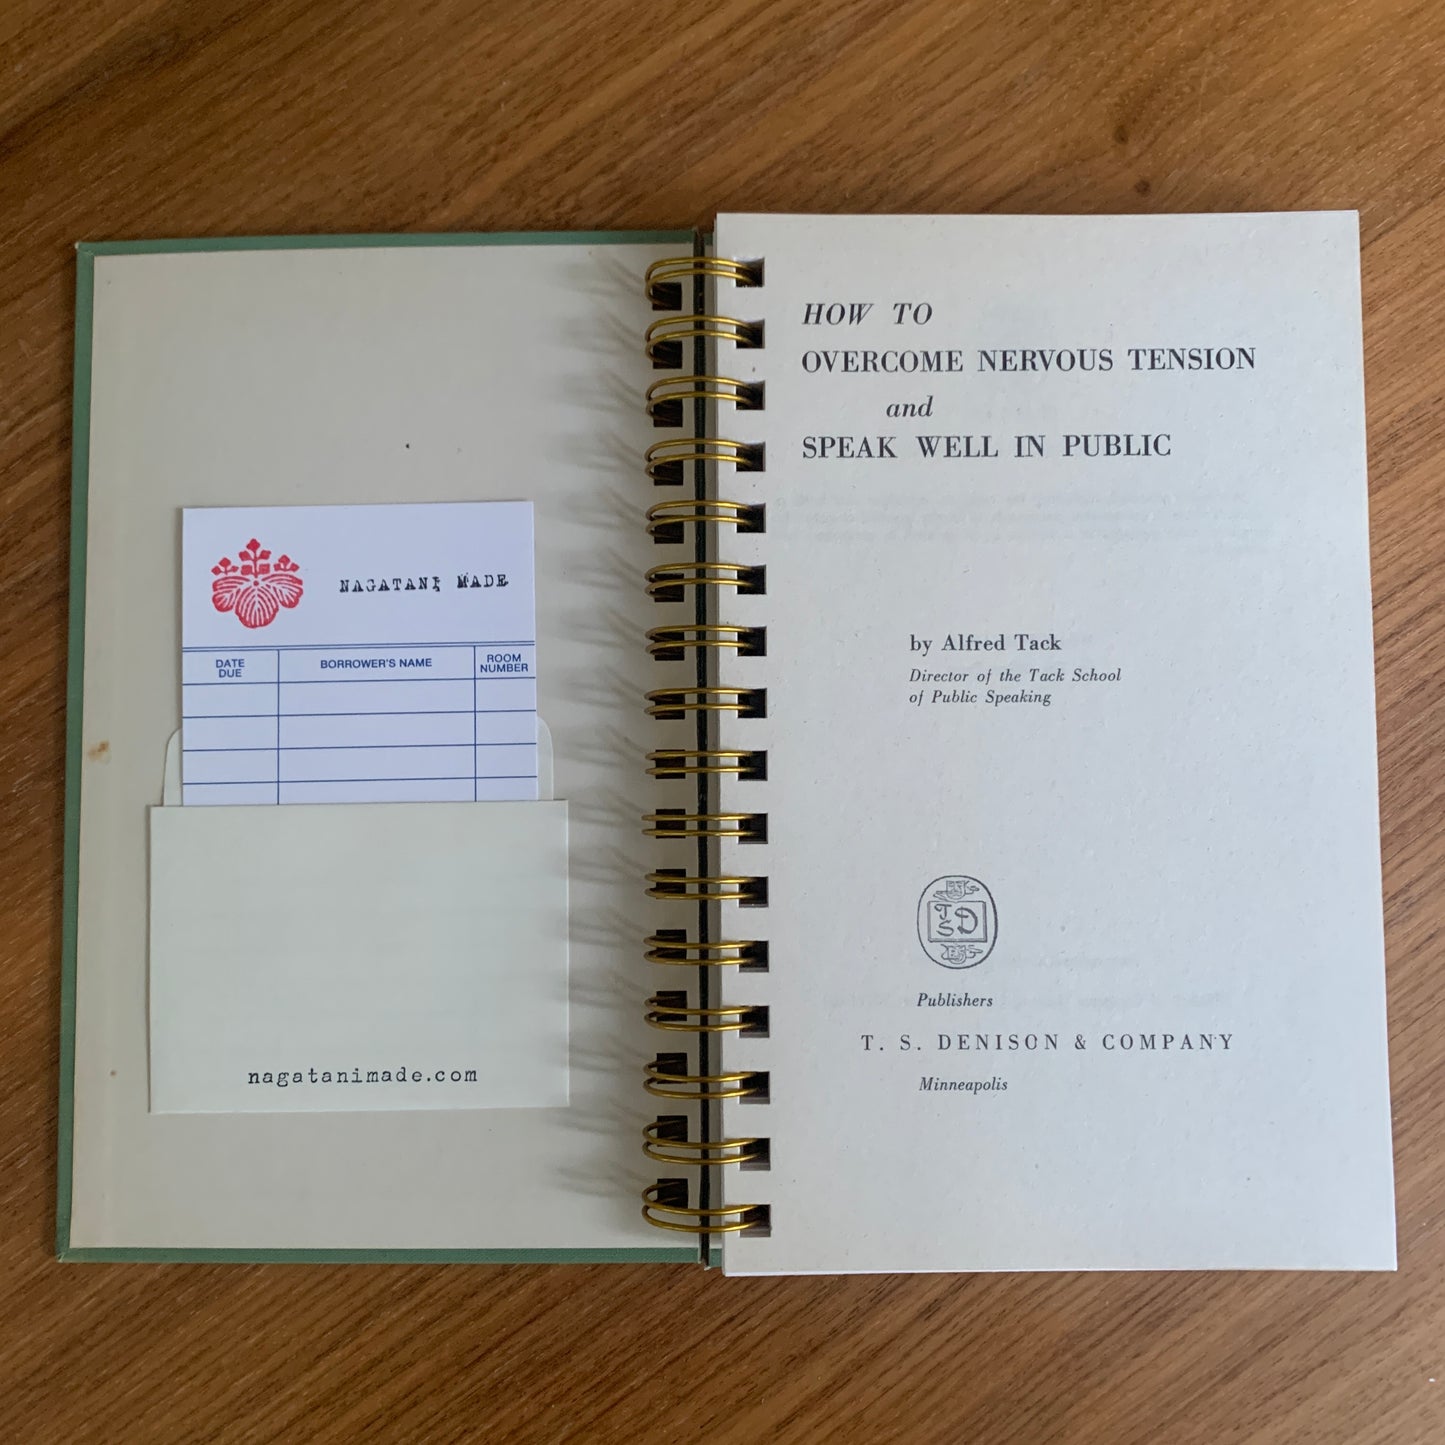 NAGATANI MADE
DATE DUE
BORROWER'S NAME
ROOM NUMBER
nagatanimade.com
HOW TO
OVERCOME NERVOUS TENSION
and
SPEAK WELL IN PUBLIC
by Alfred Tack
Director of the Tack School
of Public Speaking
T S D
Publishers
T. S. DENISON & COMPANY
Minneapolis